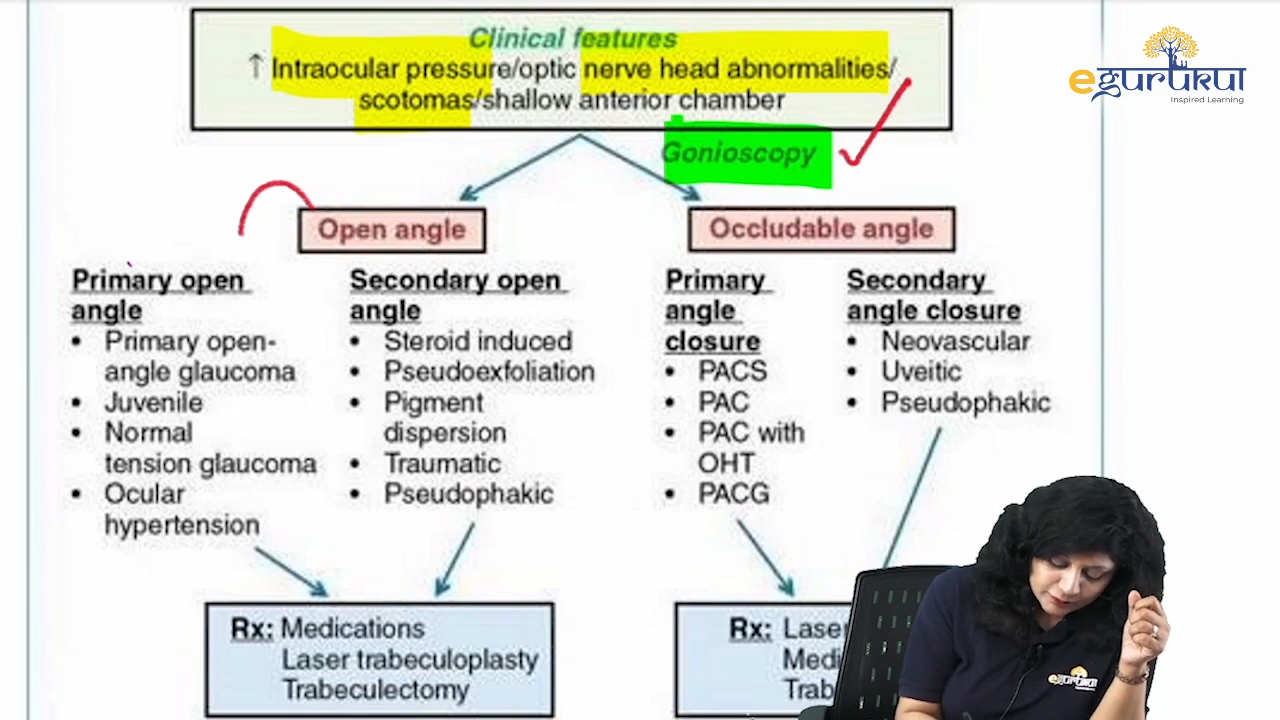 Clinical features
↑ Intraocular pressure/optic nerve head abnormalities/
scotomas/shallow anterior chamber
Gonioscopy
egurukul
Inspired Learning
Open angle
Occludable angle
Primary open
angle
• Primary open-
angle glaucoma
• Juvenile
• Normal
tension glaucoma
• Ocular
hypertension
Secondary open
angle
• Steroid induced
• Pseudoexfoliation
• Pigment
dispersion
• Traumatic
• Pseudophakic
Primary
angle
closure
• PACS
• PAC
• PAC with
OHT
• PACG
Secondary
angle closure
• Neovascular
• Uveitic
• Pseudophakic
Rx: Medications
Laser trabeculoplasty
Trabeculectomy
Rx: Laser
Medi
Trab
egurukul